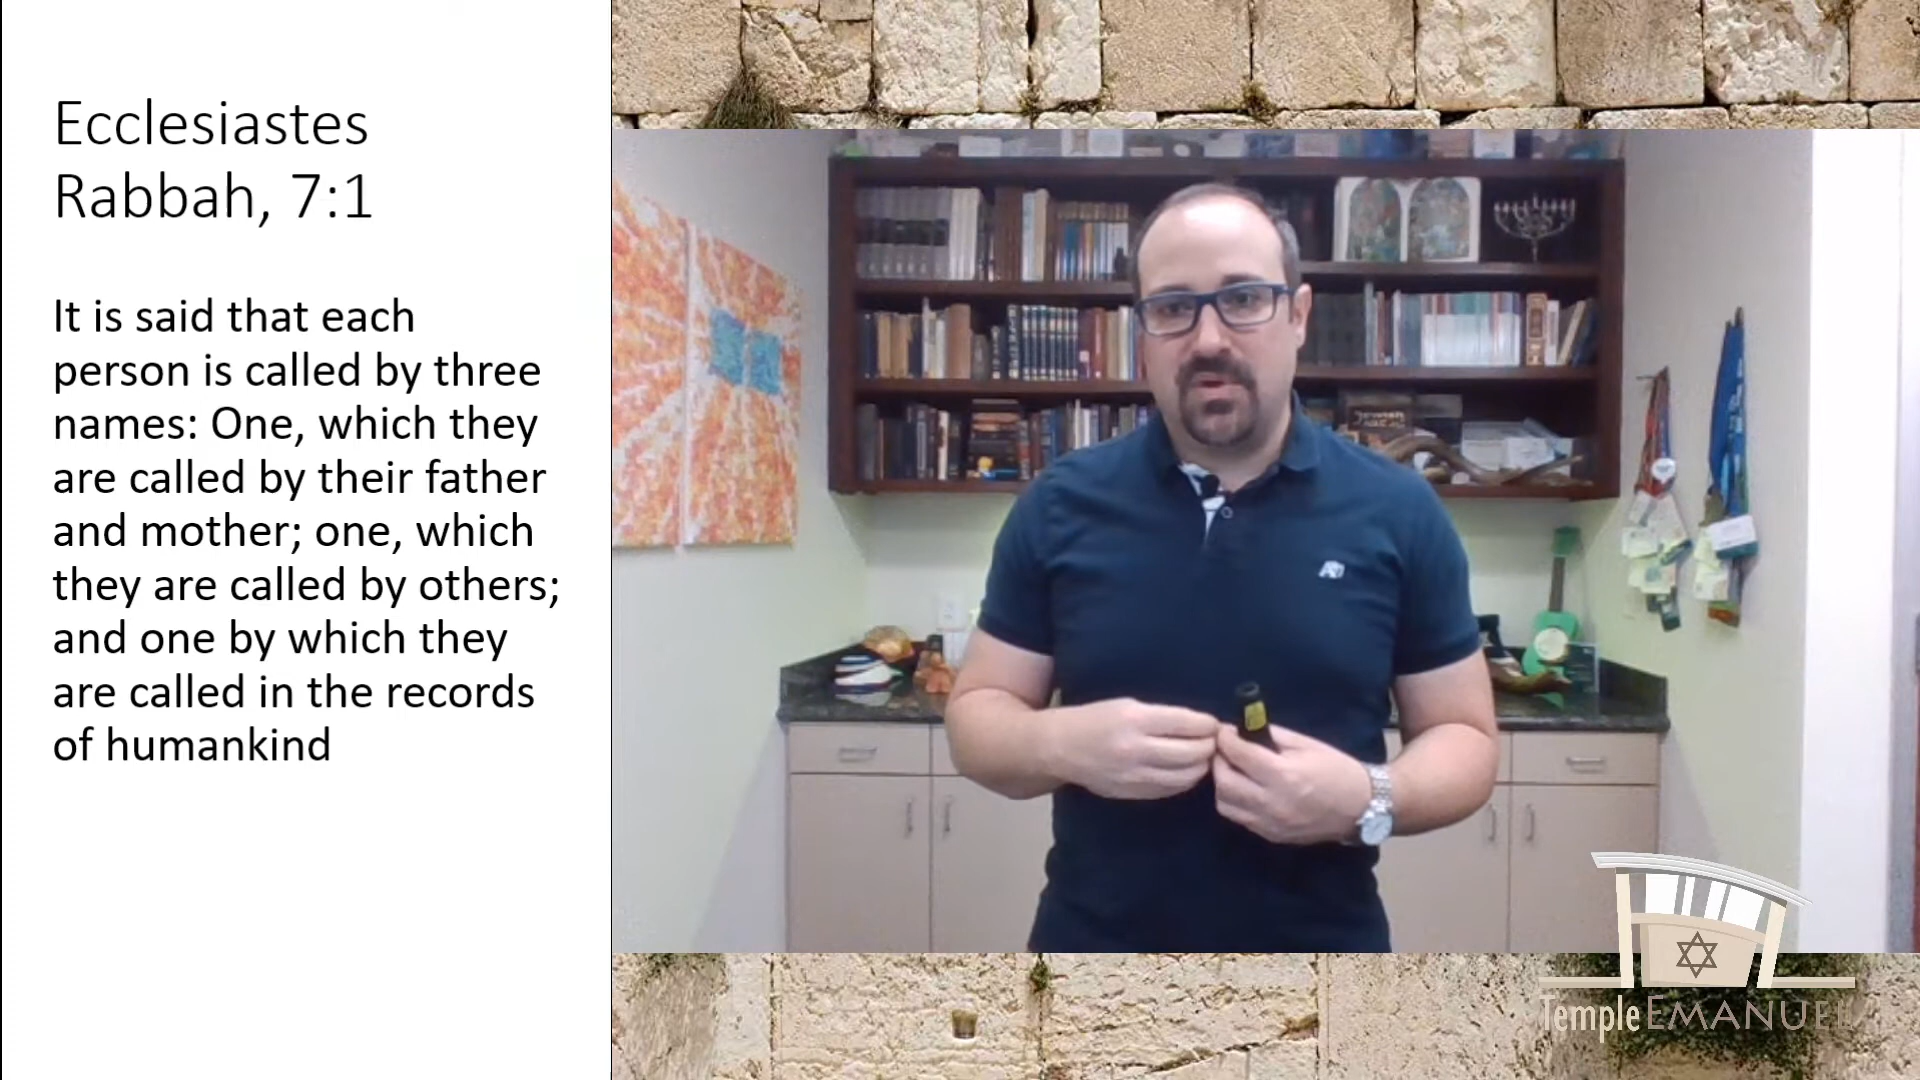 Ecclesiastes
Rabbah, 7:1
It is said that each
person is called by three
names: One, which they
are called by their father
and mother; one, which
they are called by others;
and one by which they
are called in the records
of humankind
Temple EMANUEL